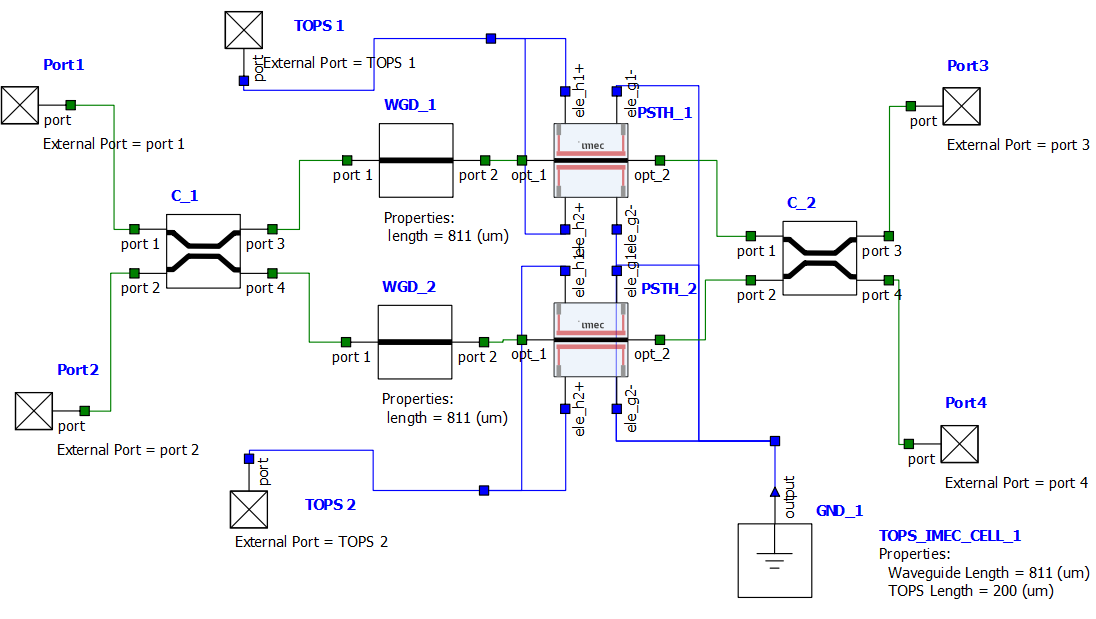 TOPS 1
port
External Port = TOPS 1
Port1
port
External Port = port 1
WGD_1
port 1
port 2
Properties:
length = 811 (um)
ele_h1+
ele_g1-
PSTH_1
imec
opt_1
opt_2
ele_h2+
ele_g2-
Port3
port
External Port = port 3
C_1
port 1
port 2
port 3
port 4
C_2
port 1
port 2
port 3
port 4
WGD_2
port 1
port 2
Properties:
length = 811 (um)
ele_h1+
ele_g1-
PSTH_2
imec
opt_1
opt_2
ele_h2+
ele_g2-
Port2
port
External Port = port 2
Port4
port
External Port = port 4
port
TOPS 2
External Port = TOPS 2
output
GND_1
TOPS_IMEC_CELL_1
Properties:
Waveguide Length = 811 (um)
TOPS Length = 200 (um)